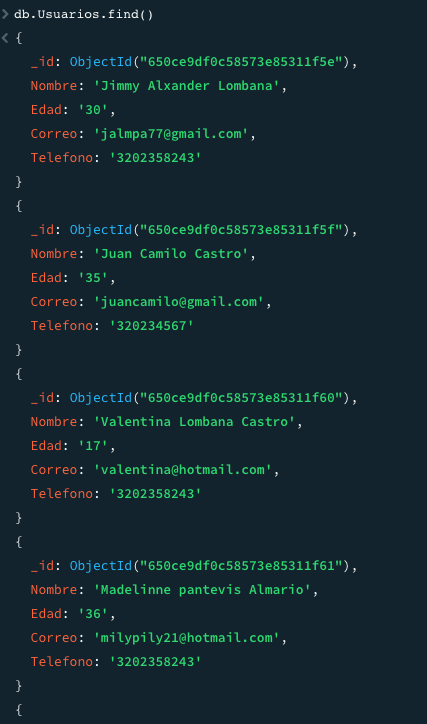 > db.Usuarios.find()
< {
_id: ObjectId("650ce9df0c58573e85311f5e"),
Nombre: 'Jimmy Alxander Lombana',
Edad: '30',
Correo: 'jalmpa77@gmail.com',
Telefono: '3202358243'
}
{
_id: ObjectId("650ce9df0c58573e85311f5f"),
Nombre: 'Juan Camilo Castro',
Edad: '35',
Correo: 'juancamilo@gmail.com',
Telefono: '320234567'
}
{
_id: ObjectId("650ce9df0c58573e85311f60"),
Nombre: 'Valentina Lombana Castro',
Edad: '17',
Correo: 'valentina@hotmail.com',
Telefono: '3202358243'
}
{
_id: ObjectId("650ce9df0c58573e85311f61"),
Nombre: 'Madelinne pantevis Almario',
Edad: '36',
Correo: 'milypily21@hotmail.com',
Telefono: '3202358243'
}
{